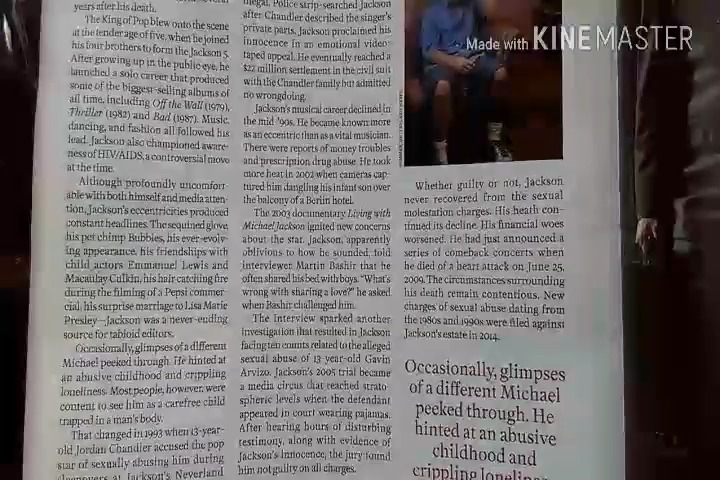 years after his death.
The King of Pop blew onto the scene
at the tender age of five, when he joined
his four brothers to form the Jackson 5.
After growing up in the public eye, he
launched a solo career that produced
some of the biggest-selling albums of
all time, including Off the Wall (1979),
Thriller (1982) and Bad (1987). Music,
dancing, and fashion all followed his
lead. Jackson also championed aware-
ness of HIV/AIDS, a controversial move
at the time.
Although profoundly uncomfort-
able with both himself and media atten-
tion, Jackson's eccentricities produced
constant headlines. The sequined glove,
his pet chimp Bubbles, his ever-evolv-
ing appearance, his friendships with
child actors Emmanuel Lewis and
Macaulay Culkin, his hair catching fire
during the filming of a Pepsi commer-
cial, his surprise marriage to Lisa Marie
Presley—Jackson was a never-ending
source for tabloid editors.
Occasionally, glimpses of a different
Michael peeked through. He hinted at
an abusive childhood and crippling
loneliness. Most people, however, were
content to see him as a carefree child
trapped in a man's body.
That changed in 1993 when 13-year-
old Jordan Chandler accused the pop
star of sexually abusing him during
sleepovers at Jackson's Neverland
illegal. Police strip-searched Jackson
after Chandler described the singer's
private parts. Jackson proclaimed his
innocence in an emotional video-
taped appeal. He eventually reached a
$22 million settlement in the civil suit
with the Chandler family but admitted
no wrongdoing.
Jackson's musical career declined in
the mid '90s. He became known more
as an eccentric than as a vital musician.
There were reports of money troubles
and prescription drug abuse. He took
more heat in 2002 when cameras cap-
tured him dangling his infant son over
the balcony of a Berlin hotel.
The 2003 documentary Living with
Michael Jackson ignited new concerns
about the star. Jackson, apparently
oblivious to how he sounded, told
interviewer Martin Bashir that he
often shared his bed with boys. "What's
wrong with sharing a love?" he asked
when Bashir challenged him.
The interview sparked another
investigation that resulted in Jackson
facing ten counts related to the alleged
sexual abuse of 13-year-old Gavin
Arvizo. Jackson's 2005 trial became
a media circus that reached strato-
spheric levels when the defendant
appeared in court wearing pajamas.
After hearing hours of disturbing
testimony, along with evidence of
Jackson's innocence, the jury found
him not guilty on all charges.
Whether guilty or not, Jackson
never recovered from the sexual
molestation charges. His heath con-
tinued its decline. His financial woes
worsened. He had just announced a
series of comeback concerts when
he died of a heart attack on June 25,
2009. The circumstances surrounding
his death remain contentious. New
charges of sexual abuse dating from
the 1980s and 1990s were filed against
Jackson's estate in 2014.
Occasionally, glimpses
of a different Michael
peeked through. He
hinted at an abusive
childhood and
crippling loneliness
Made with KINEMASTER